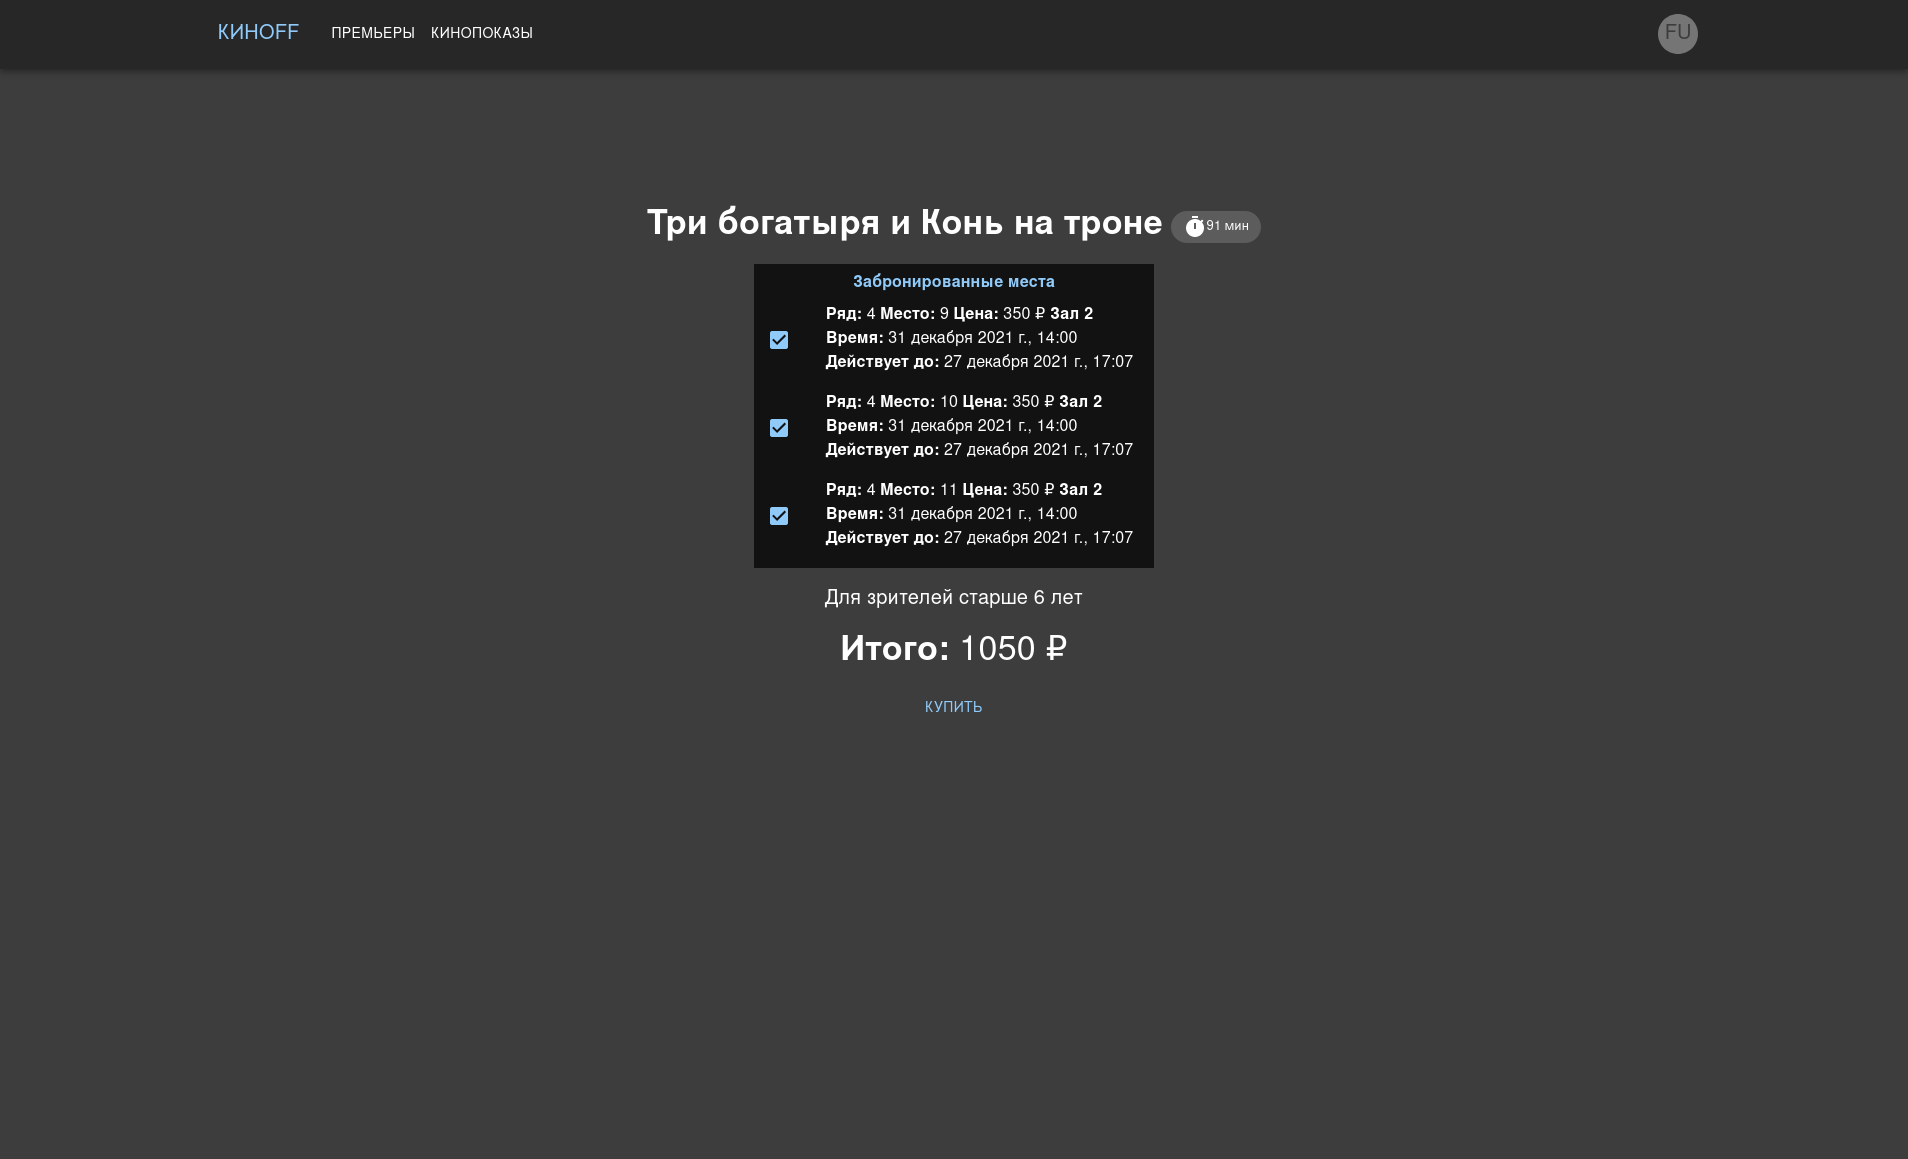 КИНОFF
ПРЕМЬЕРЫ
КИНОПОКАЗЫ
FU
Три богатыря и Конь на троне
91 мин
Забронированные места
Ряд: 4 Место: 9 Цена: 350 ₽ Зал 2
Время: 31 декабря 2021 г., 14:00
Действует до: 27 декабря 2021 г., 17:07
Ряд: 4 Место: 10 Цена: 350 ₽ Зал 2
Время: 31 декабря 2021 г., 14:00
Действует до: 27 декабря 2021 г., 17:07
Ряд: 4 Место: 11 Цена: 350 ₽ Зал 2
Время: 31 декабря 2021 г., 14:00
Действует до: 27 декабря 2021 г., 17:07
Для зрителей старше 6 лет
Итого: 1050 ₽
КУПИТЬ